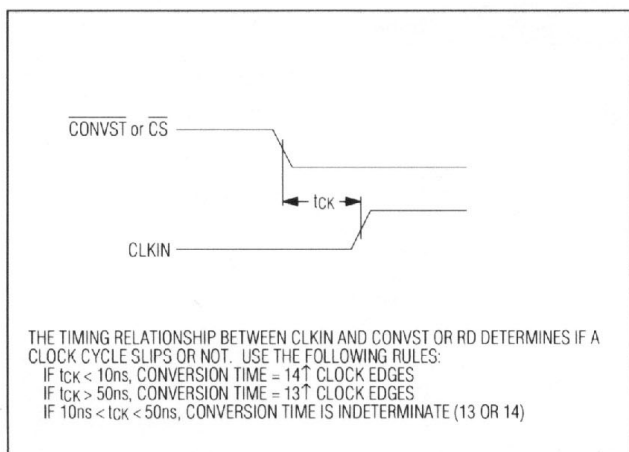 CONVST or CS
tCK
CLKIN
THE TIMING RELATIONSHIP BETWEEN CLKIN AND CONVST OR RD DETERMINES IF A
CLOCK CYCLE SLIPS OR NOT. USE THE FOLLOWING RULES:
IF tCK < 10ns, CONVERSION TIME = 14↑ CLOCK EDGES
IF tCK > 50ns, CONVERSION TIME = 13↑ CLOCK EDGES
IF 10ns < tCK < 50ns, CONVERSION TIME IS INDETERMINATE (13 OR 14)